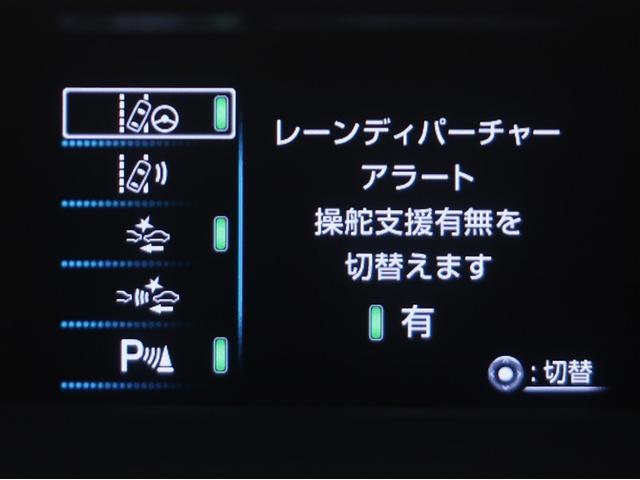 レーンディパーチャー
アラート
操舵支援有無を
切替えます
有
P
:切替